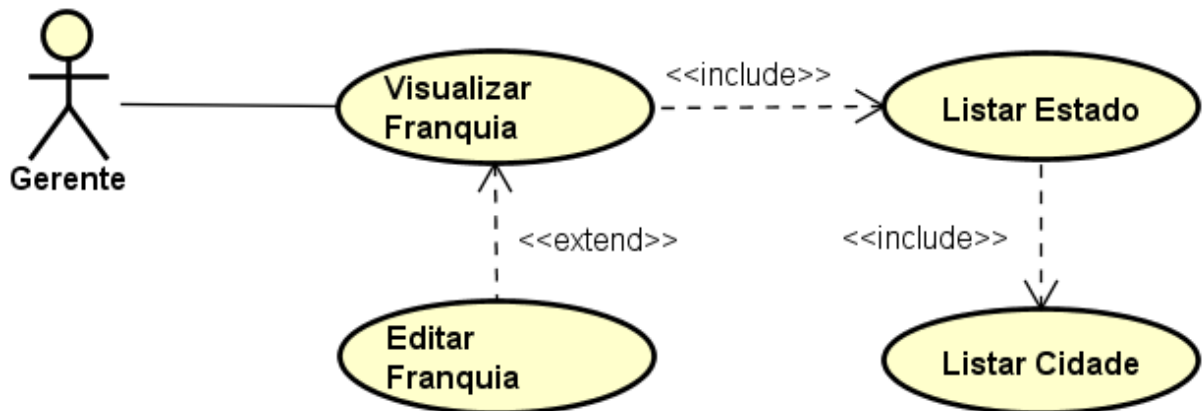 Visualizar
Franquia
<<include>>
Listar Estado
Gerente
<<extend>>
<<include>>
Editar
Franquia
Listar Cidade